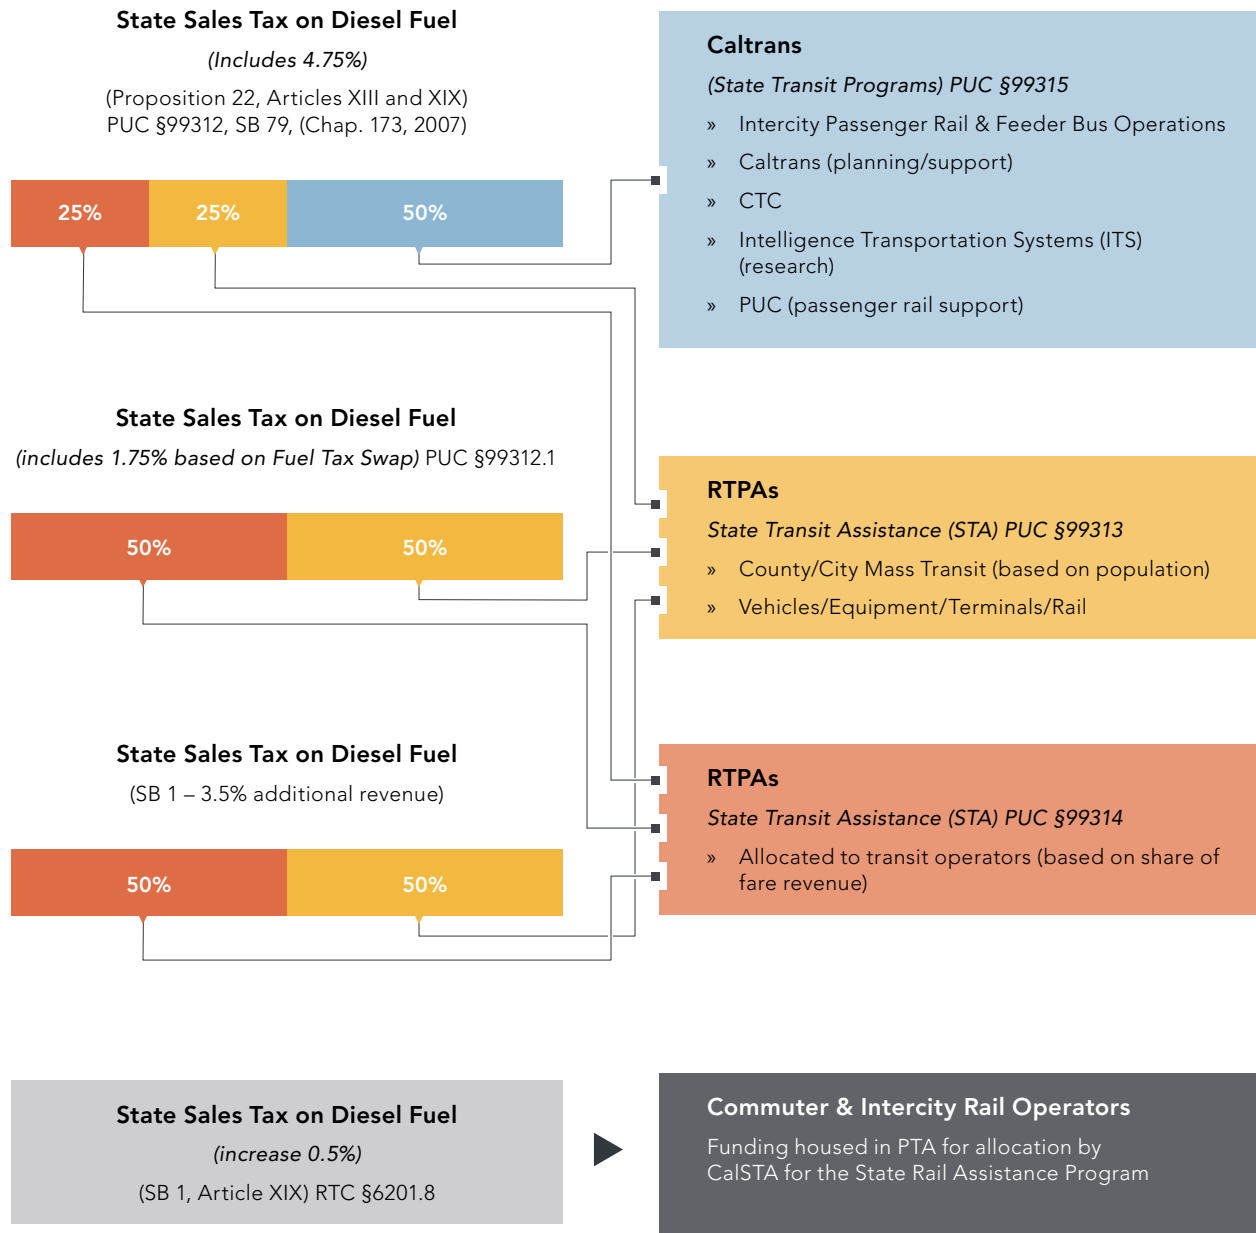 State Sales Tax on Diesel Fuel
(Includes 4.75%)
(Proposition 22, Articles XIII and XIX)
PUC §99312, SB 79, (Chap. 173, 2007)
25%
25%
50%
Caltrans
(State Transit Programs) PUC §99315
» Intercity Passenger Rail & Feeder Bus Operations
» Caltrans (planning/support)
» CTC
» Intelligence Transportation Systems (ITS)
(research)
» PUC (passenger rail support)
State Sales Tax on Diesel Fuel
(includes 1.75% based on Fuel Tax Swap) PUC §99312.1
50%
50%
RTPAs
State Transit Assistance (STA) PUC §99313
» County/City Mass Transit (based on population)
» Vehicles/Equipment/Terminals/Rail
State Sales Tax on Diesel Fuel
(SB 1 – 3.5% additional revenue)
50%
50%
RTPAs
State Transit Assistance (STA) PUC §99314
» Allocated to transit operators (based on share of
fare revenue)
State Sales Tax on Diesel Fuel
(increase 0.5%)
(SB 1, Article XIX) RTC §6201.8
Commuter & Intercity Rail Operators
Funding housed in PTA for allocation by
CalSTA for the State Rail Assistance Program